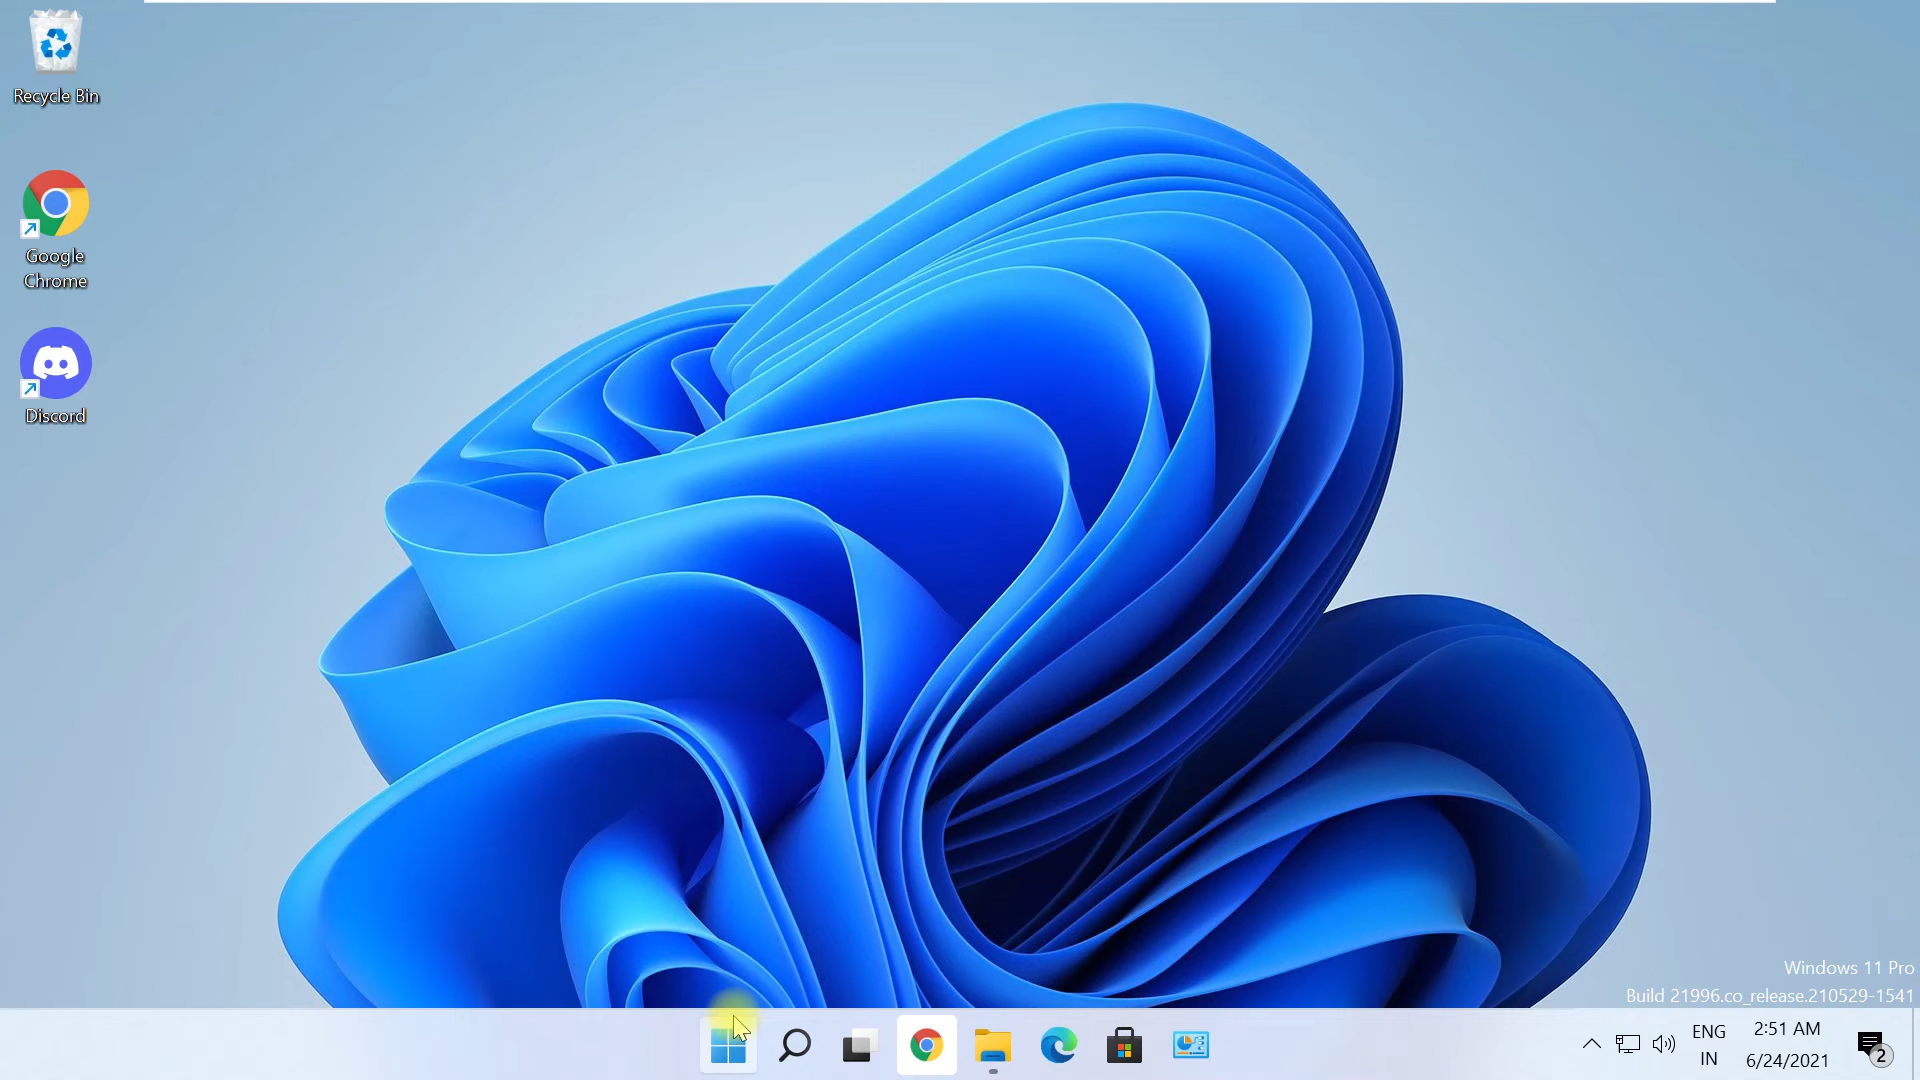 Recycle Bin
Google
Chrome
Discord
Windows 11 Pro
Build 21996.co_release.210529-1541
ENG
IN
2:51 AM
6/24/2021
2